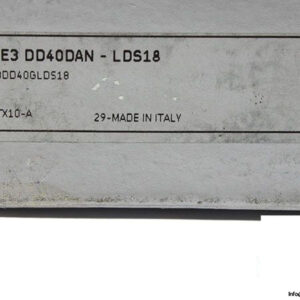 E3 DD40DAN - LDS18
DD40GLDS18
TX10-A
29-MADE IN ITALY